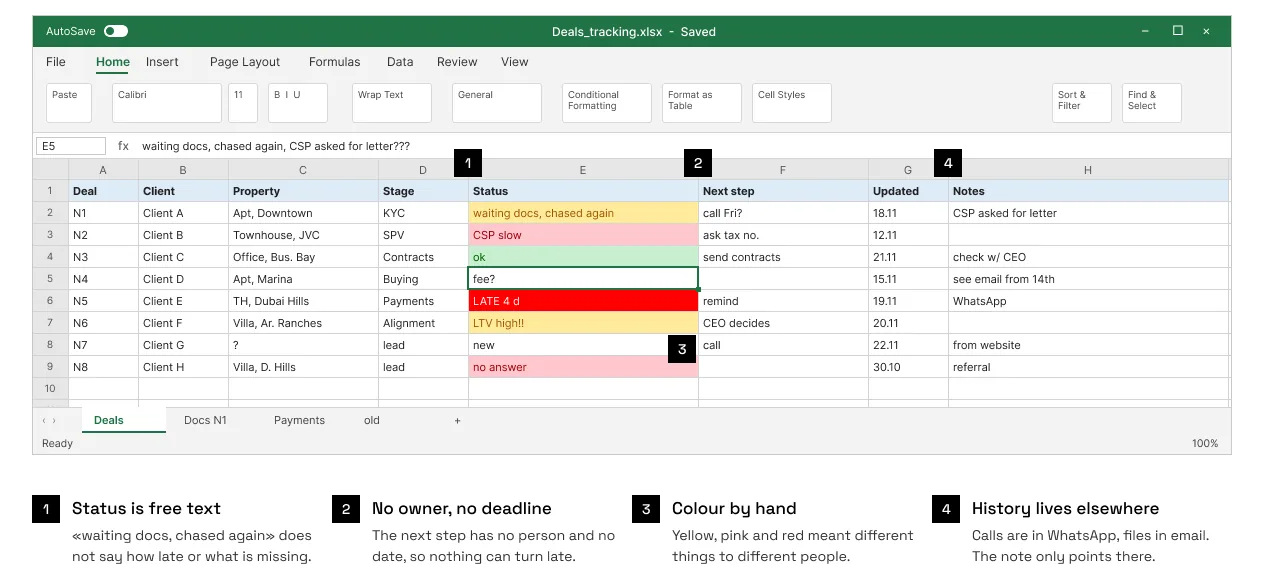 AutoSave Deals_tracking.xlsx - Saved – □ ×
File Home Insert Page Layout Formulas Data Review View
Paste Calibri 11 B I U Wrap Text General Conditional Formatting Format as Table Cell Styles Sort & Filter Find & Select
E5 fx waiting docs, chased again, CSP asked for letter???
1 2 4
A B C D E F G H
1 Deal Client Property Stage Status Next step Updated Notes
2 N1 Client A Apt, Downtown KYC waiting docs, chased again call Fri? 18.11 CSP asked for letter
3 N2 Client B Townhouse, JVC SPV CSP slow ask tax no. 12.11
4 N3 Client C Office, Bus. Bay Contracts ok send contracts 21.11 check w/ CEO
5 N4 Client D Apt, Marina Buying fee? 15.11 see email from 14th
6 N5 Client E TH, Dubai Hills Payments LATE 4 d remind 19.11 WhatsApp
7 N6 Client F Villa, Ar. Ranches Alignment LTV high!! CEO decides 20.11
8 N7 Client G ? lead new 3 call 22.11 from website
9 N8 Client H Villa, D. Hills lead no answer 30.10 referral
10
‹ › Deals Docs N1 Payments old +
Ready 100%
1 Status is free text
«waiting docs, chased again» does
not say how late or what is missing.
2 No owner, no deadline
The next step has no person and no
date, so nothing can turn late.
3 Colour by hand
Yellow, pink and red meant different
things to different people.
4 History lives elsewhere
Calls are in WhatsApp, files in email.
The note only points there.